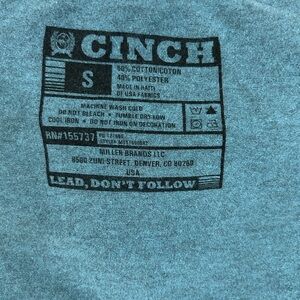 CINCH
S
60% COTTON/COTON
40% POLYESTER
MADE IN HAITI
OF USA FABRICS
MACHINE WASH COLD
DO NOT BLEACH • TUMBLE DRY LOW
COOL IRON • DO NOT IRON ON DECORATION
RN#155737
MILLER BRANDS LLC
8500 ZUNI STREET, DENVER, CO 80260
USA
LEAD, DON'T FOLLOW